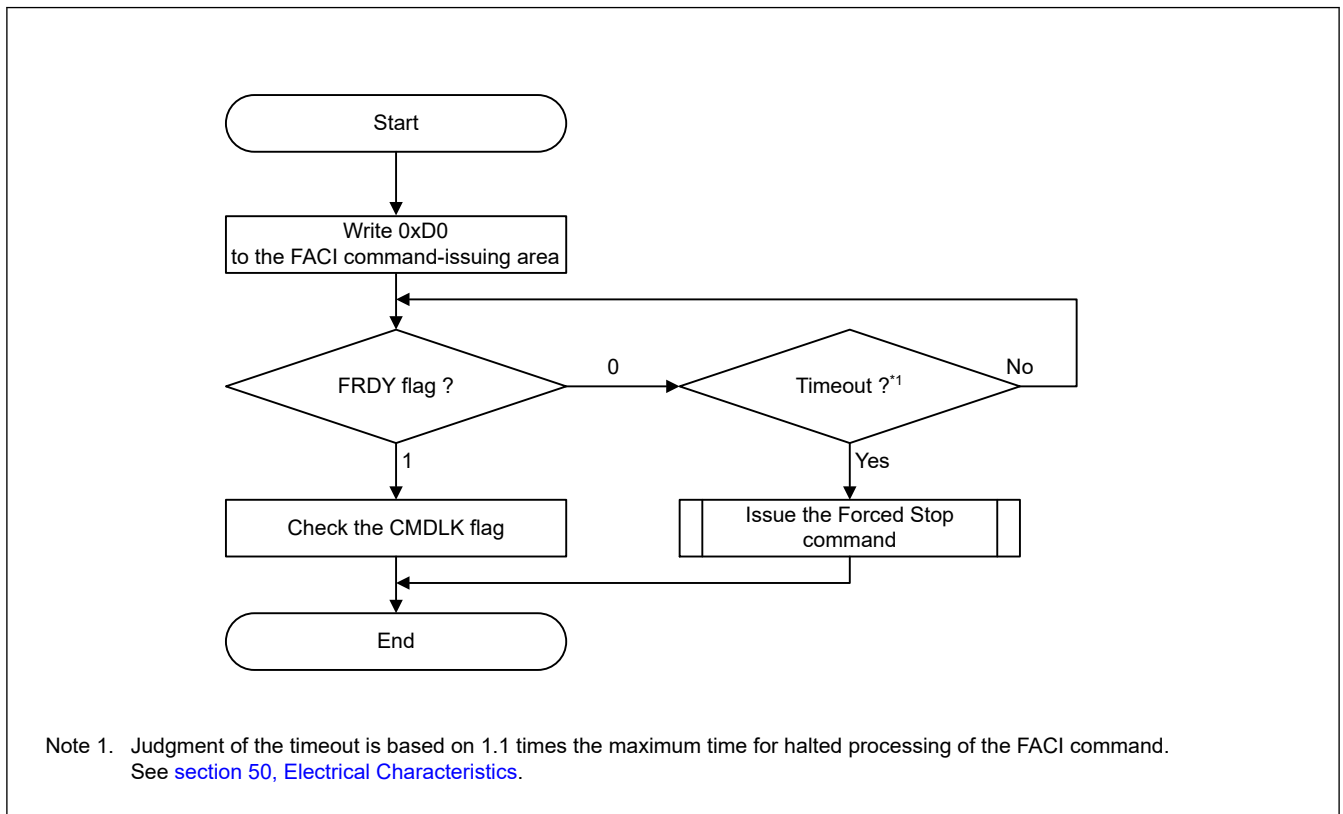 Start
Write 0xD0
to the FACI command-issuing area
FRDY flag ?
0
Timeout ?*1
No
1
Yes
Check the CMDLK flag
Issue the Forced Stop
command
End
Note 1. Judgment of the timeout is based on 1.1 times the maximum time for halted processing of the FACI command.
See section 50, Electrical Characteristics.